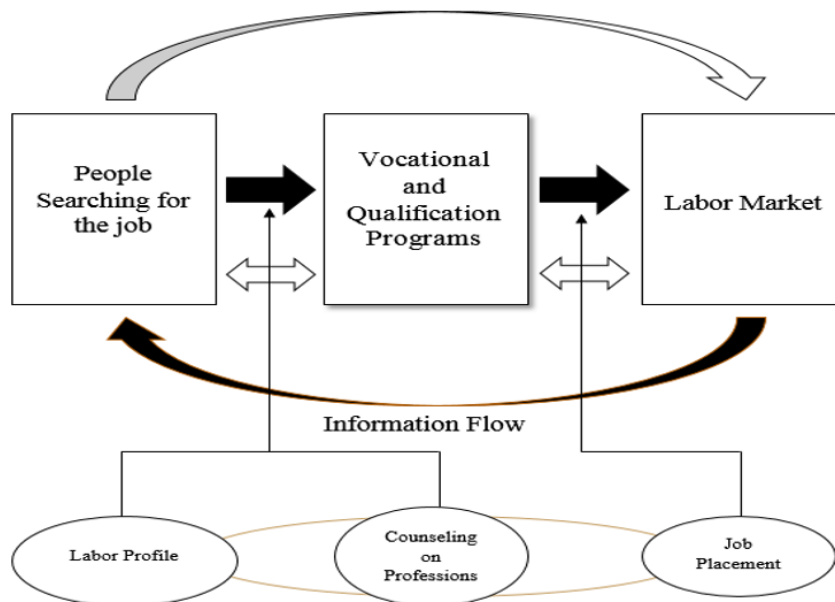 People
Searching for
the job
Vocational
and
Qualification
Programs
Labor Market
Information Flow
Labor Profile
Counseling
on
Professions
Job
Placement